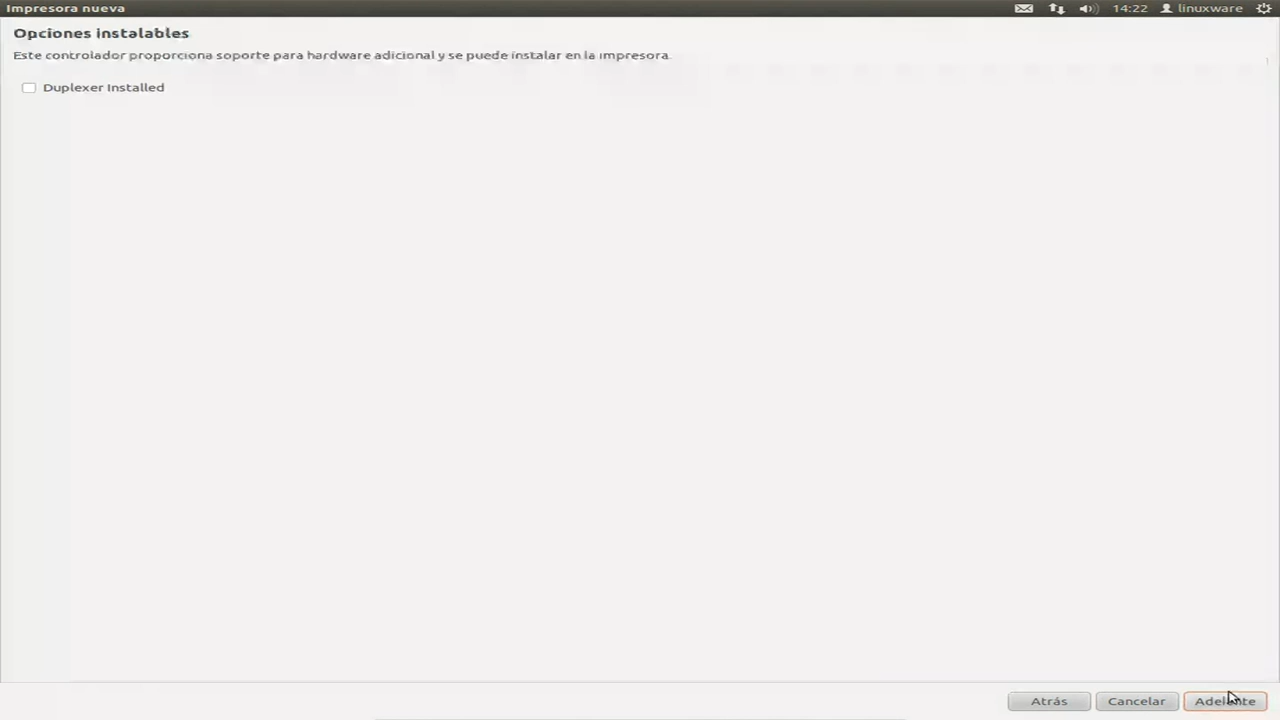 Impresora nueva
14:22 linuxware
Opciones instalables
Este controlador proporciona soporte para hardware adicional y se puede instalar en la impresora.
Duplexer Installed
Atrás Cancelar Adelante